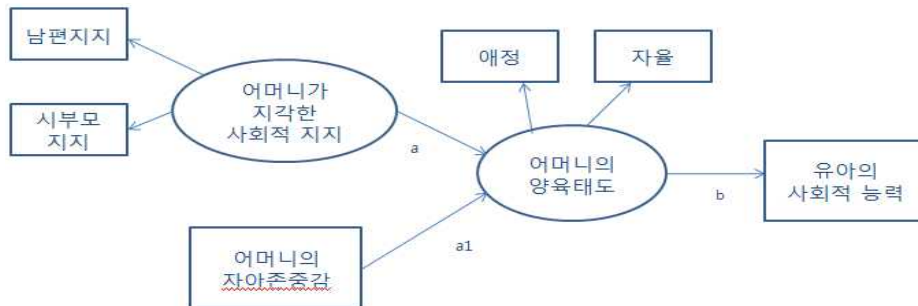 남편지지
시부모
지지
어머니가
지각한
사회적 지지
애정
자율
a
어머니의
양육태도
b
유아의
사회적 능력
a1
어머니의
자아존중감